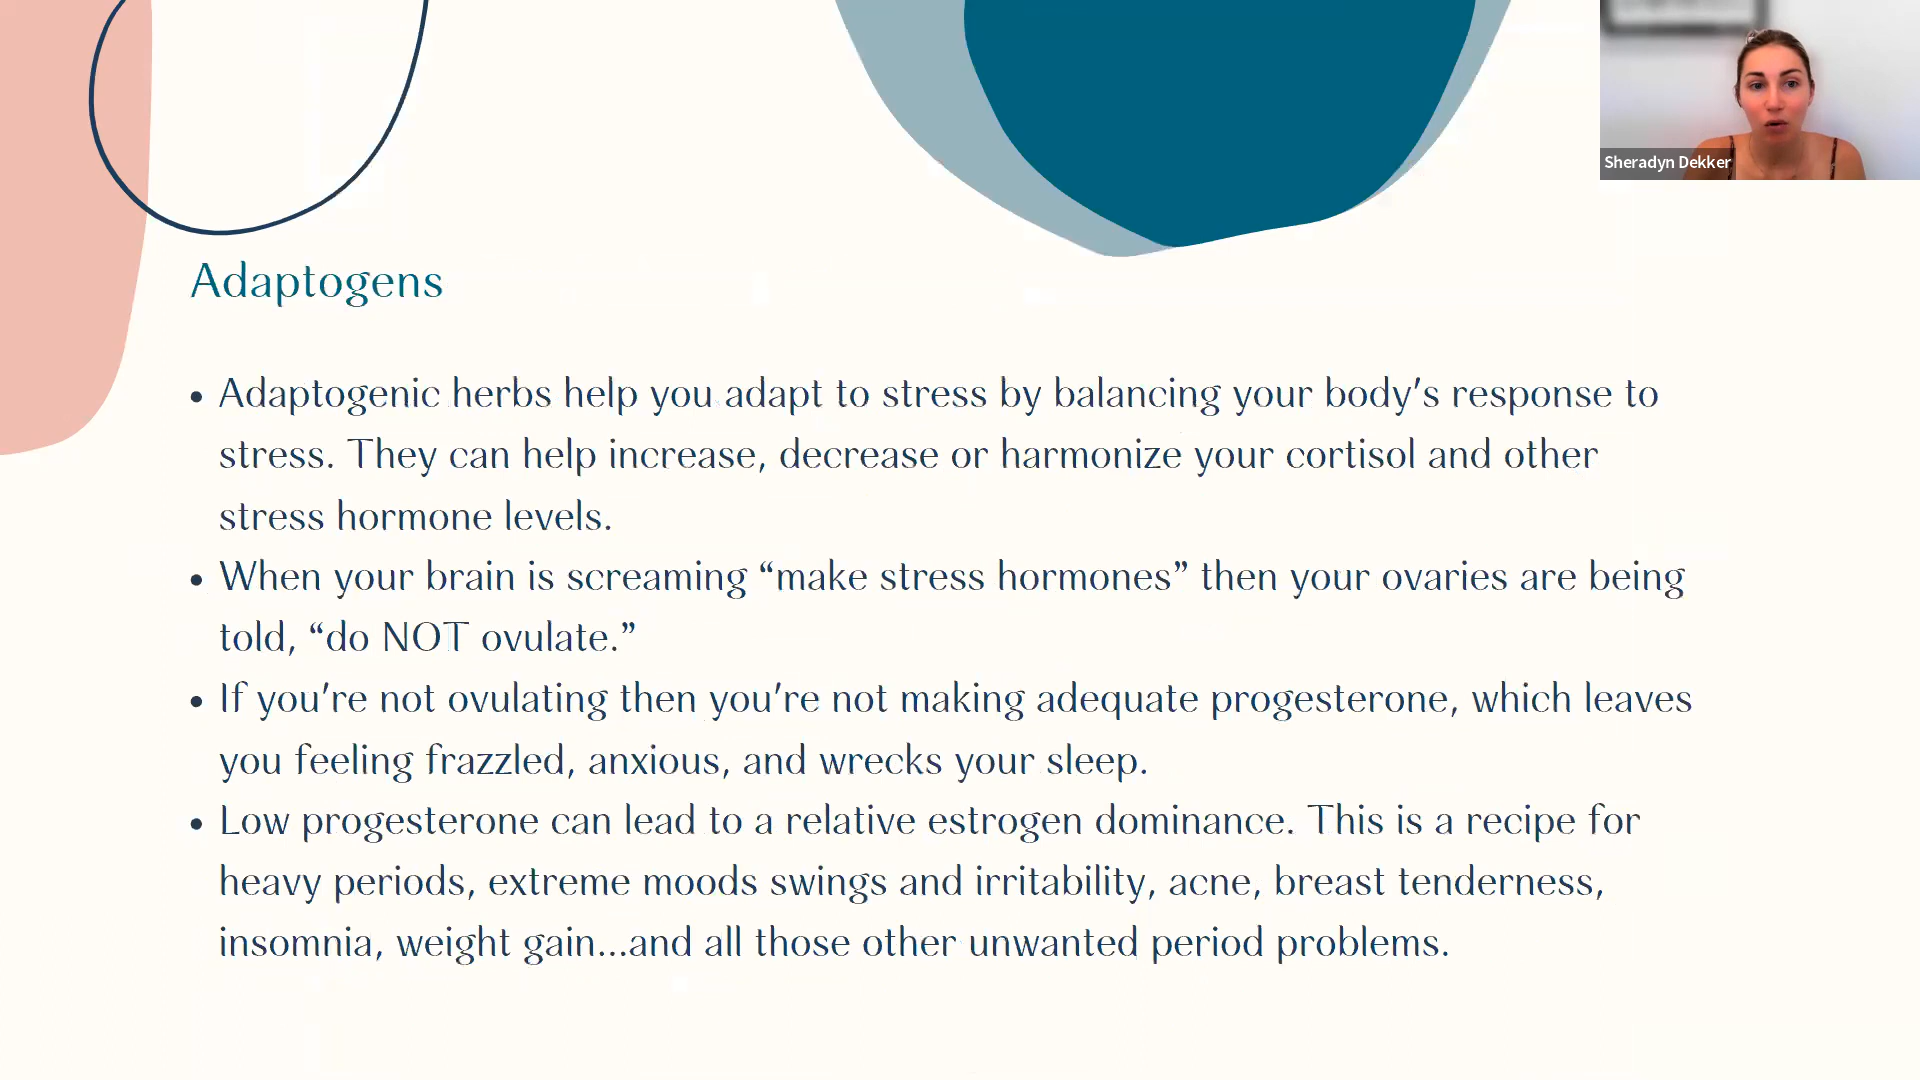 Sheradyn Dekker
Adaptogens
• Adaptogenic herbs help you adapt to stress by balancing your body’s response to
stress. They can help increase, decrease or harmonize your cortisol and other
stress hormone levels.
• When your brain is screaming “make stress hormones” then your ovaries are being
told, “do NOT ovulate.”
• If you’re not ovulating then you’re not making adequate progesterone, which leaves
you feeling frazzled, anxious, and wrecks your sleep.
• Low progesterone can lead to a relative estrogen dominance. This is a recipe for
heavy periods, extreme moods swings and irritability, acne, breast tenderness,
insomnia, weight gain...and all those other unwanted period problems.